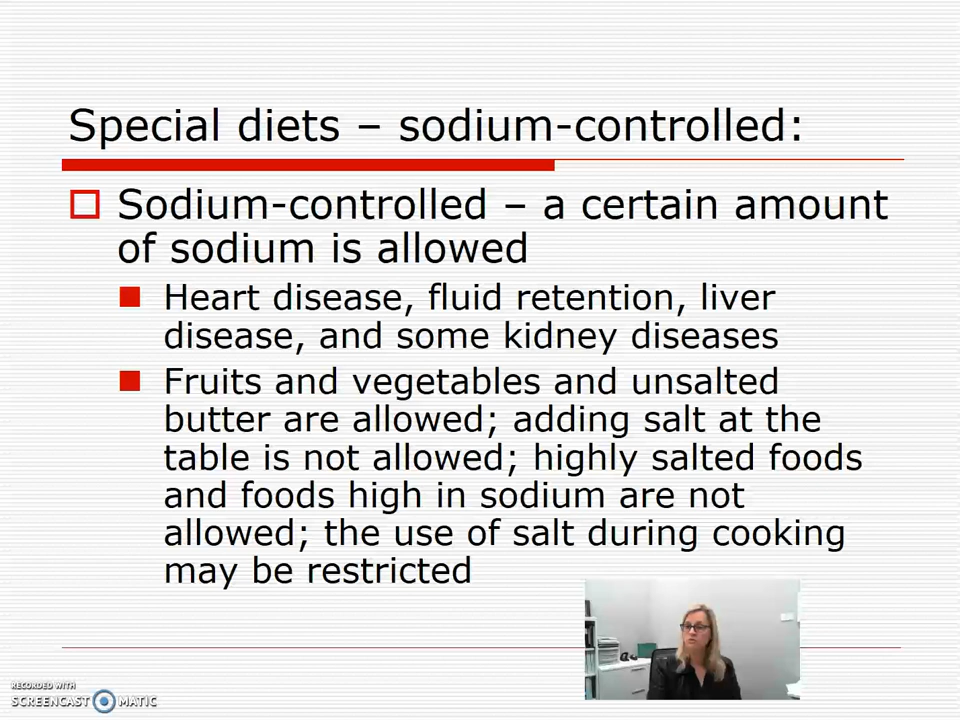 Special diets – sodium-controlled:
Sodium-controlled – a certain amount
of sodium is allowed
Heart disease, fluid retention, liver
disease, and some kidney diseases
Fruits and vegetables and unsalted
butter are allowed; adding salt at the
table is not allowed; highly salted foods
and foods high in sodium are not
allowed; the use of salt during cooking
may be restricted
RECORDED WITH
SCREENCAST MATIC